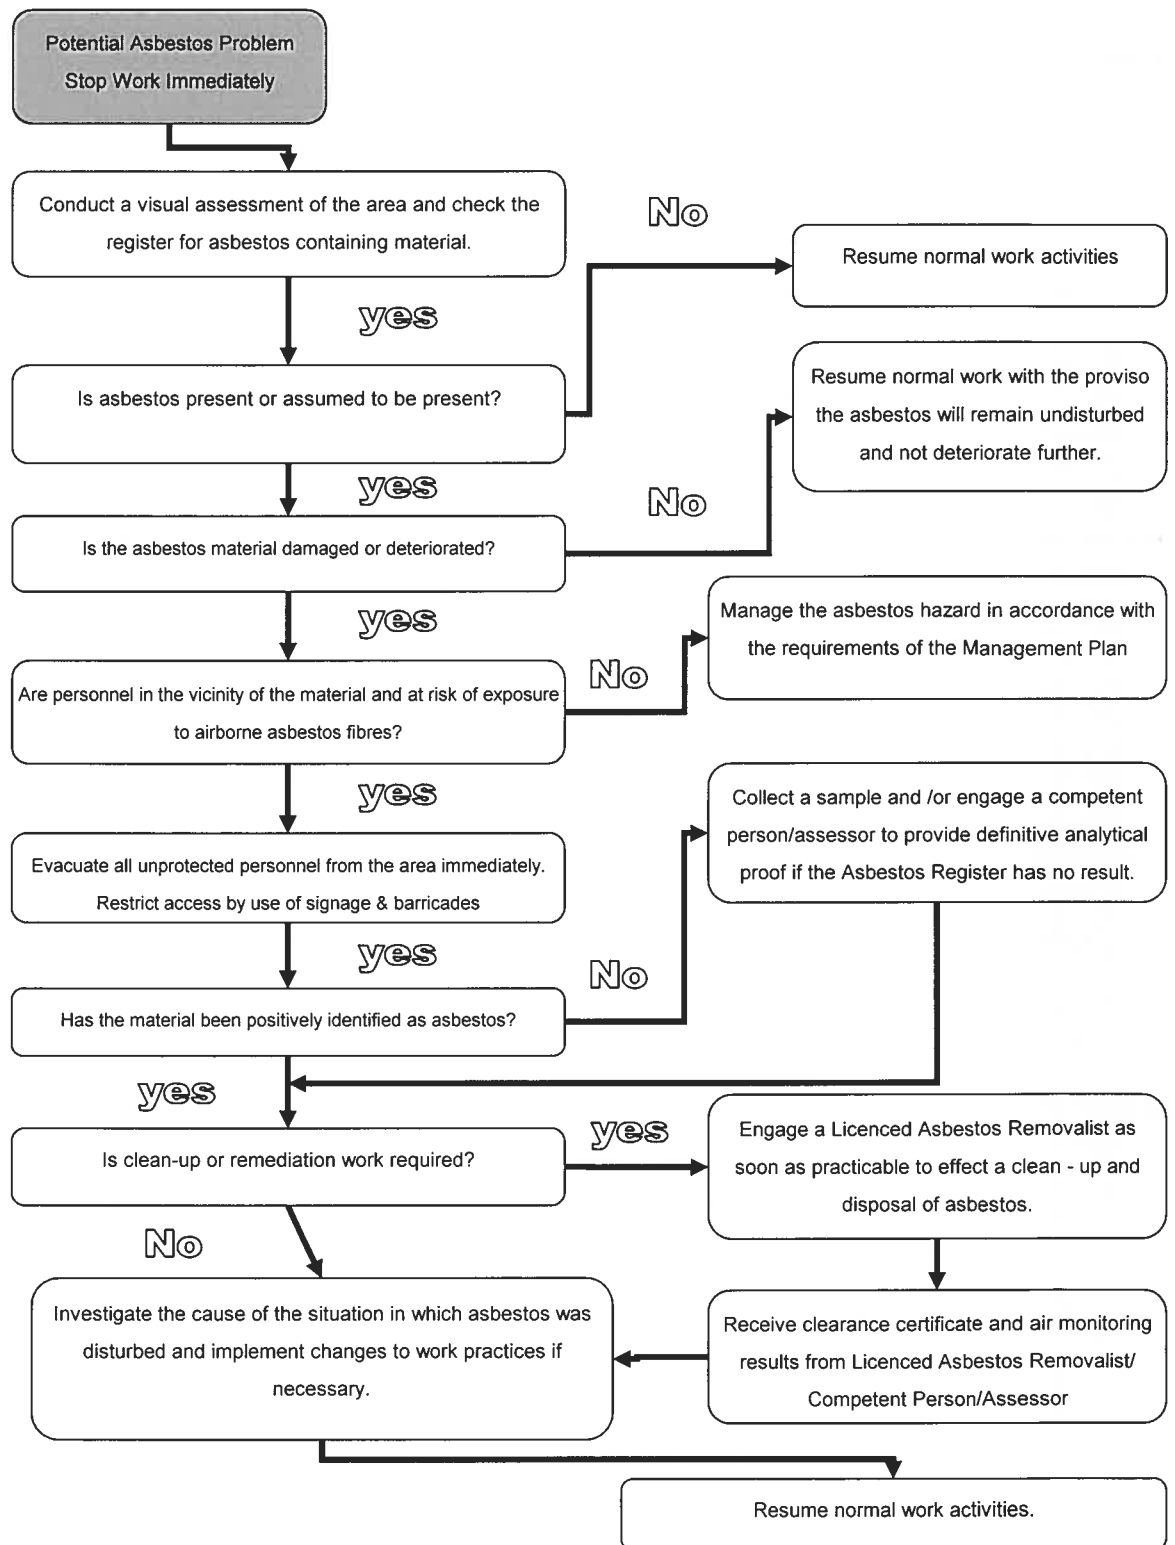 Potential Asbestos Problem
Stop Work Immediately
Conduct a visual assessment of the area and check the
register for asbestos containing material.
No
Resume normal work activities
yes
Is asbestos present or assumed to be present?
Resume normal work with the proviso
the asbestos will remain undisturbed
and not deteriorate further.
yes
No
Is the asbestos material damaged or deteriorated?
yes
Manage the asbestos hazard in accordance with
the requirements of the Management Plan
No
Are personnel in the vicinity of the material and at risk of exposure
to airborne asbestos fibres?
yes
Collect a sample and /or engage a competent
person/assessor to provide definitive analytical
proof if the Asbestos Register has no result.
Evacuate all unprotected personnel from the area immediately.
Restrict access by use of signage & barricades
yes
No
Has the material been positively identified as asbestos?
yes
yes
Is clean-up or remediation work required?
Engage a Licenced Asbestos Removalist as
soon as practicable to effect a clean - up and
disposal of asbestos.
No
Investigate the cause of the situation in which asbestos was
disturbed and implement changes to work practices if
necessary.
Receive clearance certificate and air monitoring
results from Licenced Asbestos Removalist/
Competent Person/Assessor
Resume normal work activities.